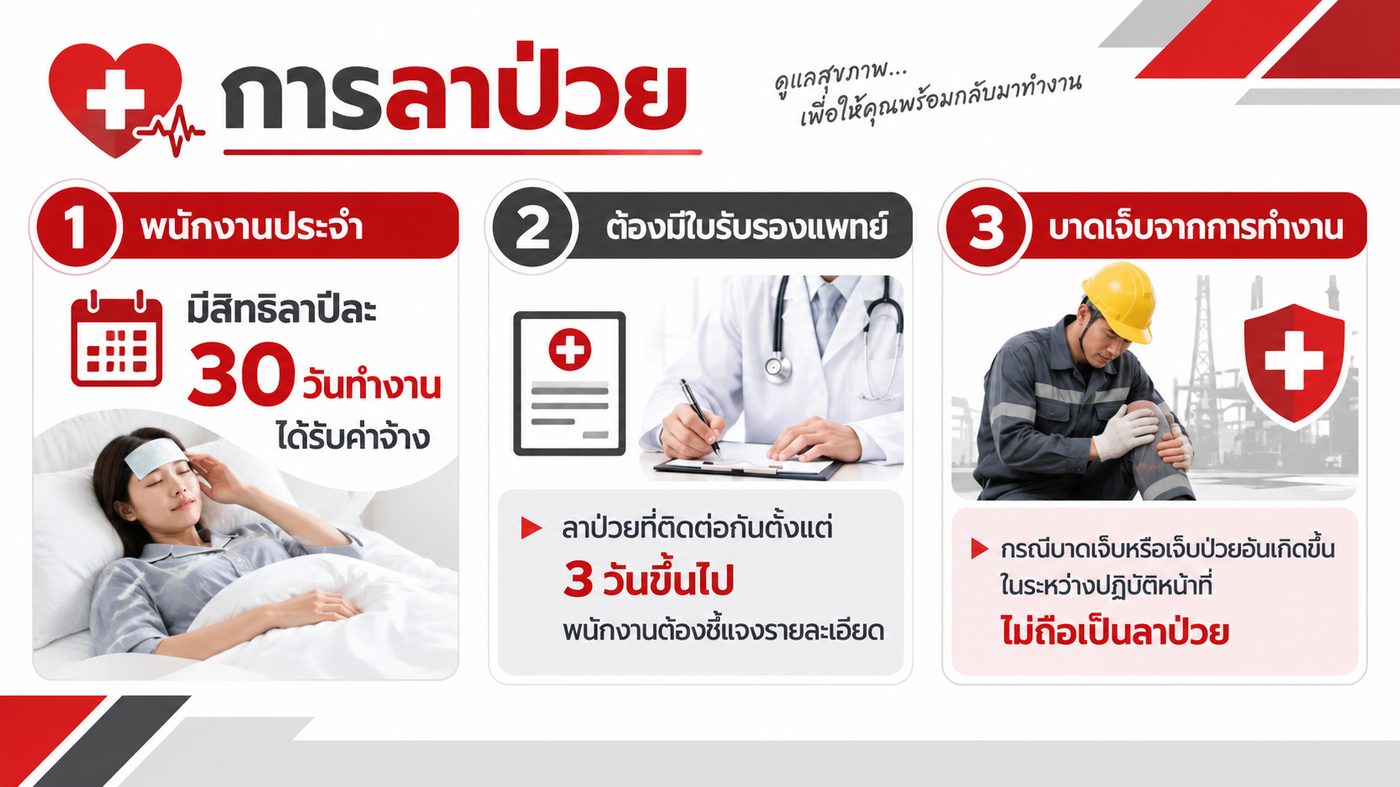 การลาป่วย
ดูแลสุขภาพ...
เพื่อให้คุณพร้อมกลับมาทำงาน
1 พนักงานประจำ
มีสิทธิลาปีละ
30 วันทำงาน
ได้รับค่าจ้าง
2 ต้องมีใบรับรองแพทย์
ลาป่วยที่ติดต่อกันตั้งแต่
3 วันขึ้นไป
พนักงานต้องชี้แจงรายละเอียด
3 บาดเจ็บจากการทำงาน
กรณีบาดเจ็บหรือเจ็บป่วยอันเกิดขึ้น
ในระหว่างปฏิบัติหน้าที่
ไม่ถือเป็นลาป่วย